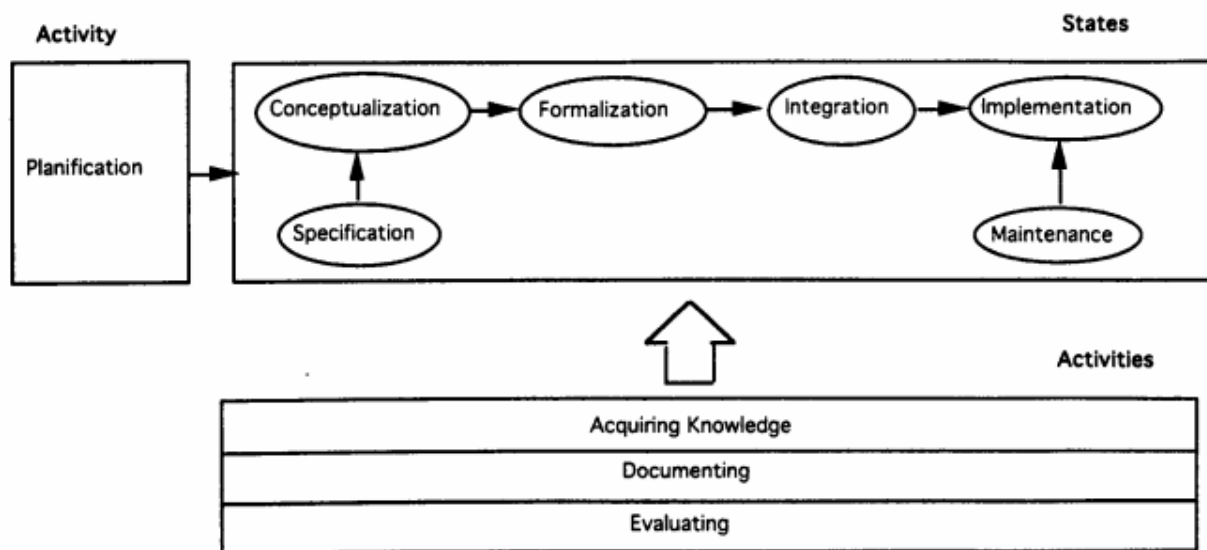 Activity
States
Planification
Conceptualization
Formalization
Integration
Implementation
Specification
Maintenance
Activities
Acquiring Knowledge
Documenting
Evaluating